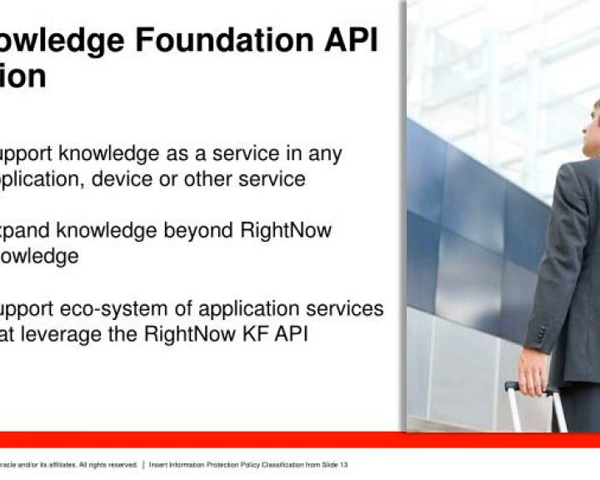 owledge Foundation API
ion
upport knowledge as a service in any
plication, device or other service
xpand knowledge beyond RightNow
owledge
upport eco-system of application services
at leverage the RightNow KF API
racle and/or its affiliates. All rights reserved. | Insert Information Protection Policy Classification from Slide 13